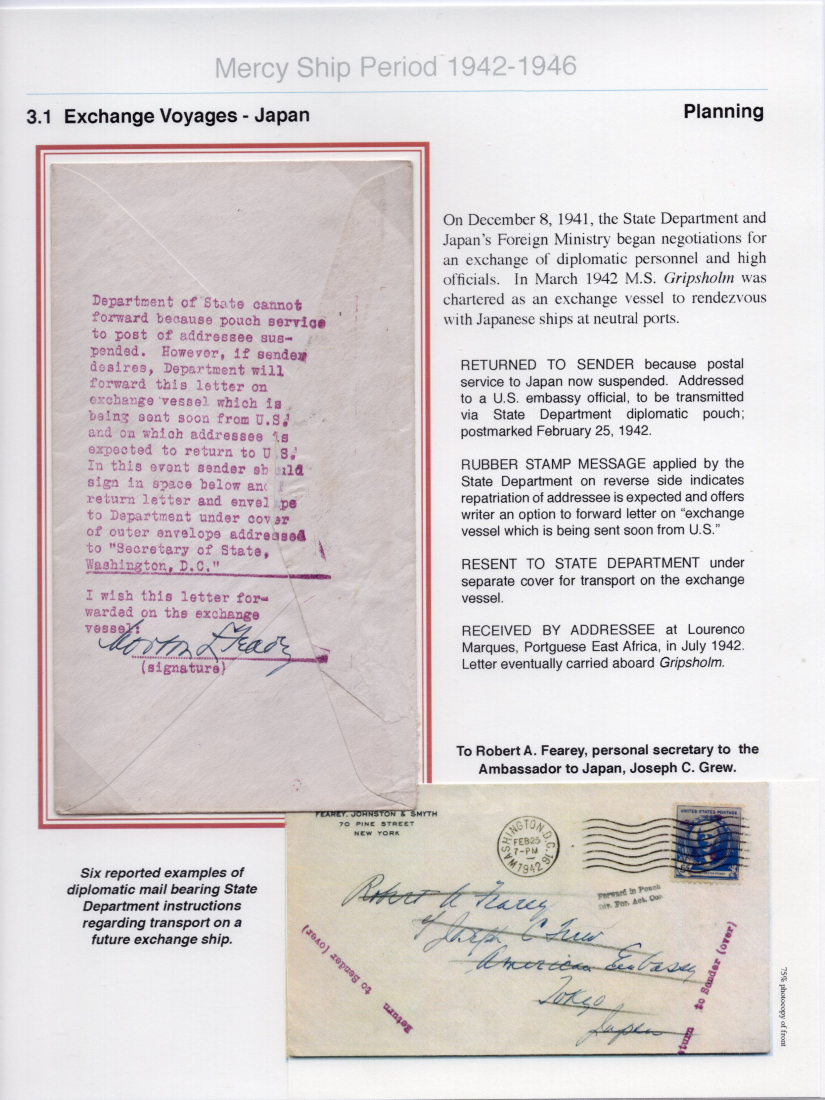 Mercy Ship Period 1942-1946
3.1 Exchange Voyages - Japan
Planning
Department of State cannot
forward because pouch service
to post of addressee sus-
pended. However, if sender
desires, Department will
forward this letter on
exchange vessel which is
being sent soon from U.S.
and on which addressee is
expected to return to U.S.
In this event sender should
sign in space below and
return letter and envelope
to Department under cover
of outer envelope addressed
to "Secretary of State,
Washington, D.C."
I wish this letter for-
warded on the exchange
vessel:
(signature)
On December 8, 1941, the State Department and
Japan's Foreign Ministry began negotiations for
an exchange of diplomatic personnel and high
officials. In March 1942 M.S. Gripsholm was
chartered as an exchange vessel to rendezvous
with Japanese ships at neutral ports.
RETURNED TO SENDER because postal
service to Japan now suspended. Addressed
to a U.S. embassy official, to be transmitted
via State Department diplomatic pouch;
postmarked February 25, 1942.
RUBBER STAMP MESSAGE applied by the
State Department on reverse side indicates
repatriation of addressee is expected and offers
writer an option to forward letter on "exchange
vessel which is being sent soon from U.S."
RESENT TO STATE DEPARTMENT under
separate cover for transport on the exchange
vessel.
RECEIVED BY ADDRESSEE at Lourenco
Marques, Portguese East Africa, in July 1942.
Letter eventually carried aboard Gripsholm.
To Robert A. Fearey, personal secretary to the
Ambassador to Japan, Joseph C. Grew.
FEAREY, JOHNSTON & SMYTH
70 PINE STREET
NEW YORK
WASHINGTON, D.C. 16
FEB 25
7-PM
1942
UNITED STATES POSTAGE
Forward in Pouch
Div. For. Act. Cor.
Robert A Fearey
c/o Joseph C Grew
American Embassy
Tokyo
Japan
Return to Sender (over)
Return to Sender (over)
Six reported examples of
diplomatic mail bearing State
Department instructions
regarding transport on a
future exchange ship.
75% photocopy of front